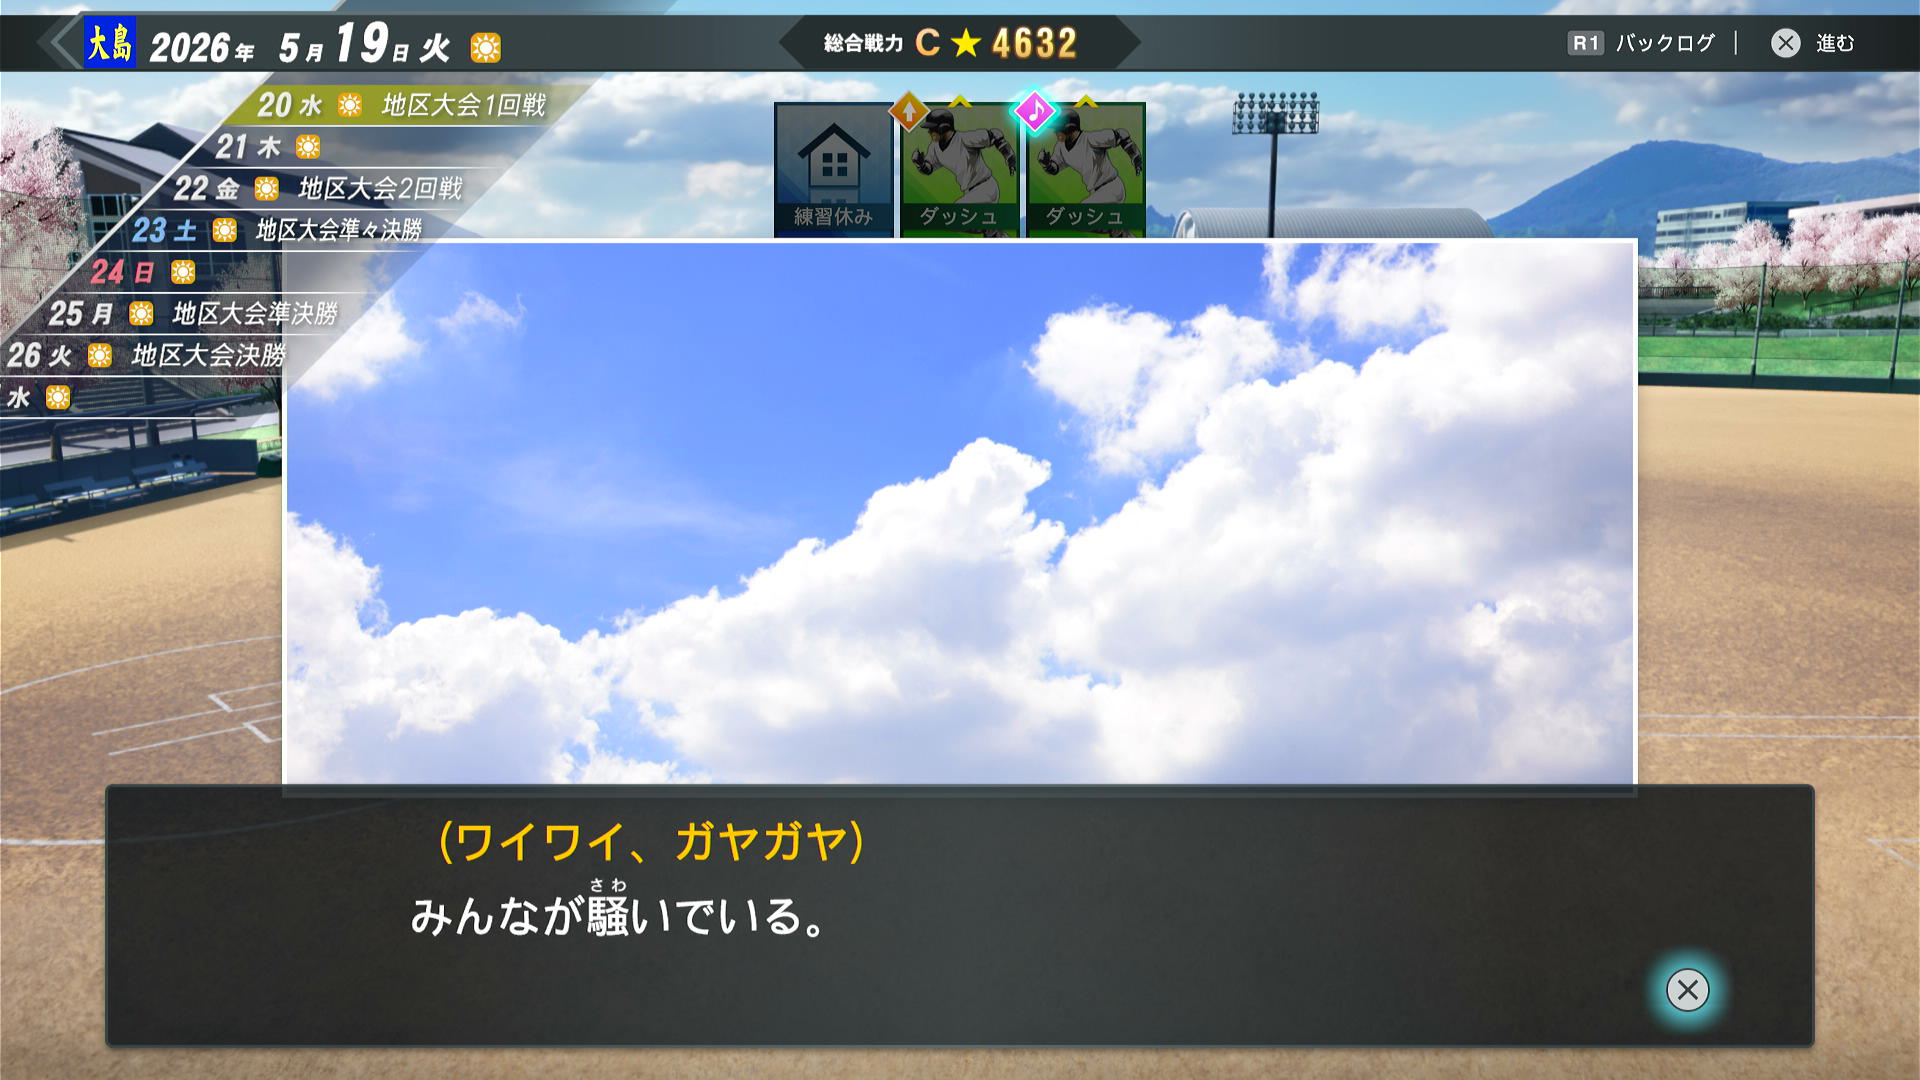 大島 2026年 5月19日 火
総合戦力 C ★ 4632
R1 バックログ | 進む
20 水 地区大会1回戦
21 木
22 金 地区大会2回戦
23 土 地区大会準々決勝
24 日
25 月 地区大会準決勝
26 火 地区大会決勝
水
練習休み
ダッシュ
ダッシュ
(ワイワイ、ガヤガヤ)
さわ
みんなが騒いでいる。